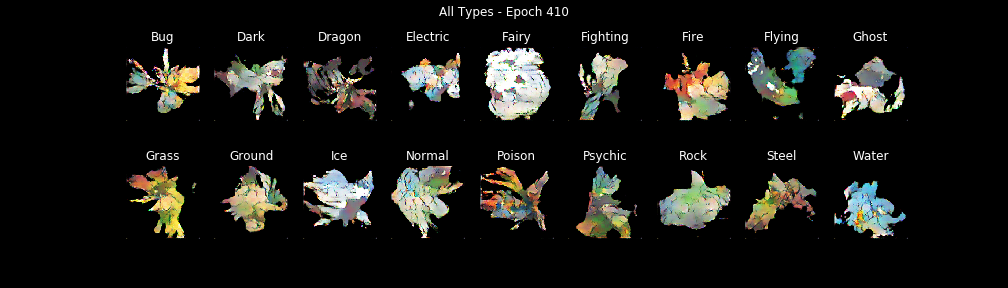 All Types - Epoch 410
Bug Dark Dragon Electric Fairy Fighting Fire Flying Ghost
Grass Ground Ice Normal Poison Psychic Rock Steel Water